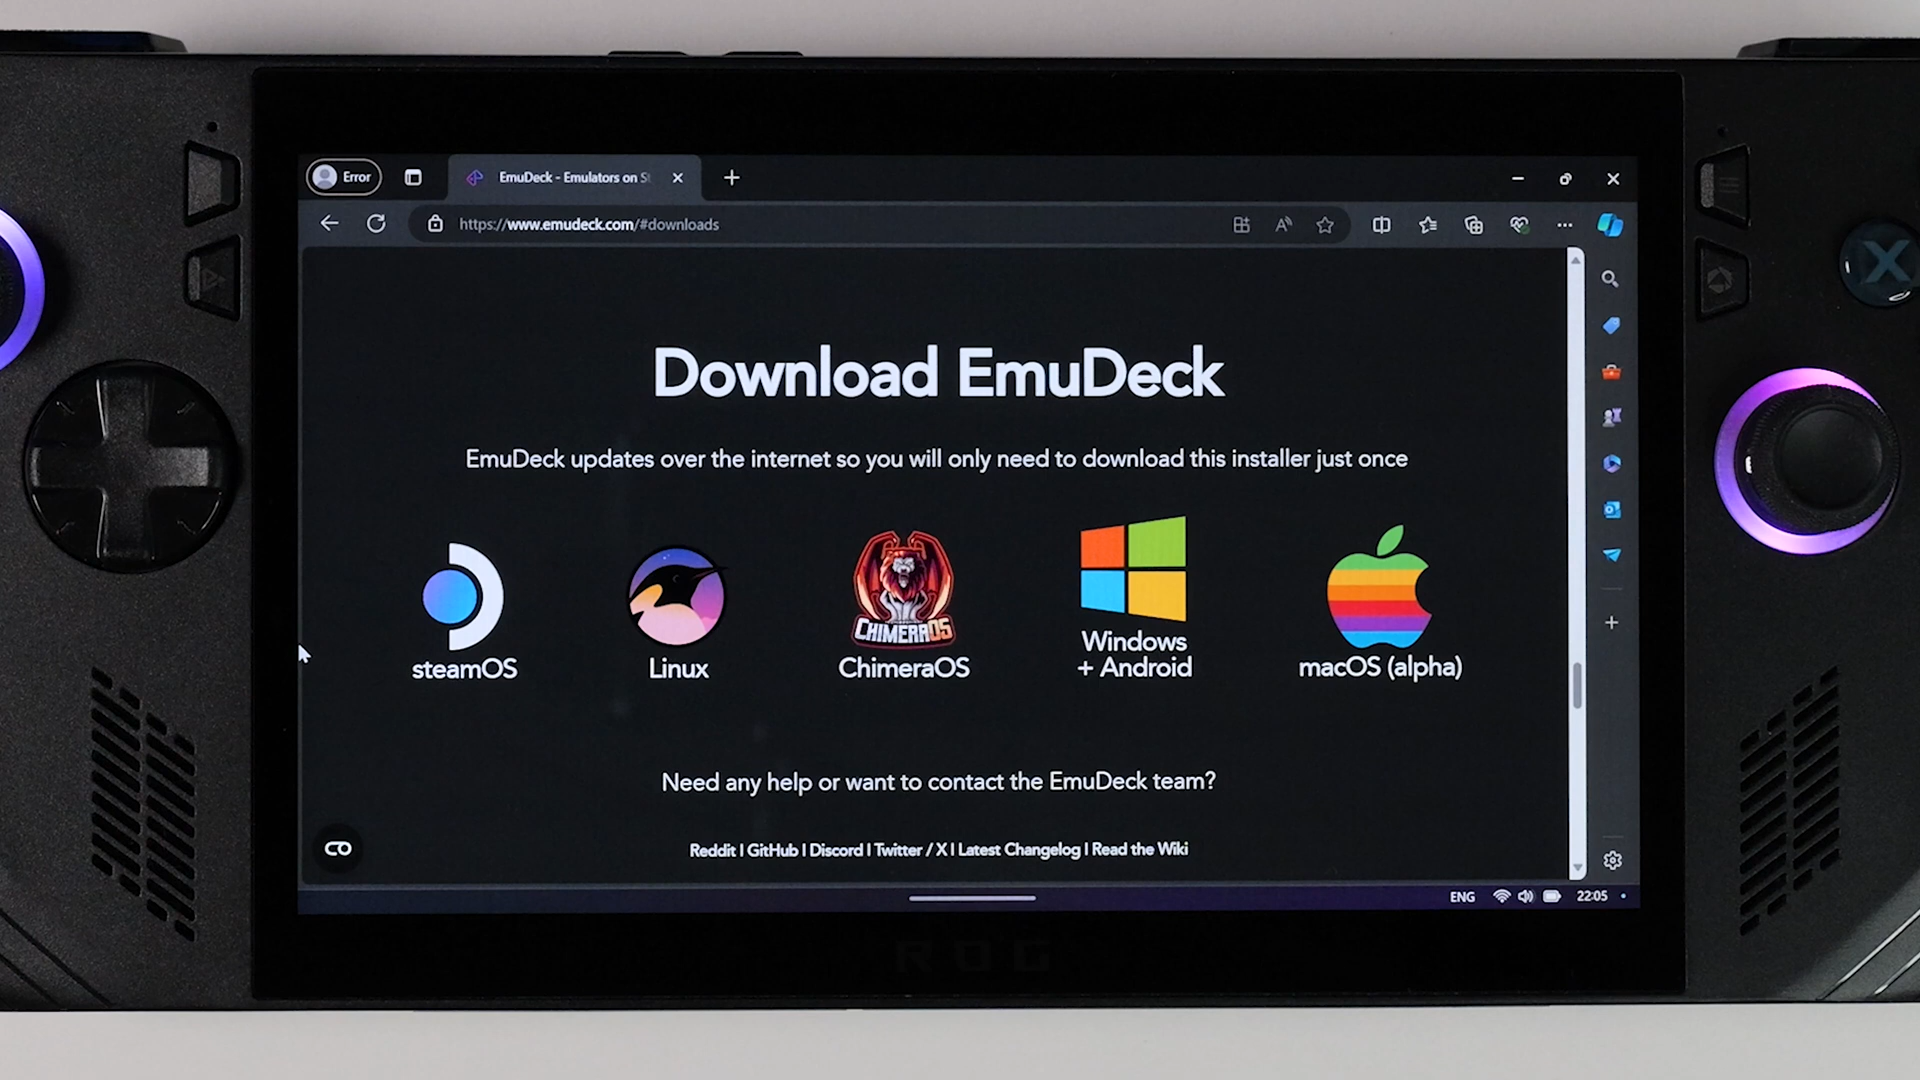 Error
EmuDeck - Emulators on St
https://www.emudeck.com/#downloads
Download EmuDeck
EmuDeck updates over the internet so you will only need to download this installer just once
CHIMERAOS
steamOS
Linux
ChimeraOS
Windows
+ Android
macOS (alpha)
Need any help or want to contact the EmuDeck team?
Reddit | GitHub | Discord | Twitter / X | Latest Changelog | Read the Wiki
ENG
22:05
ROG
X